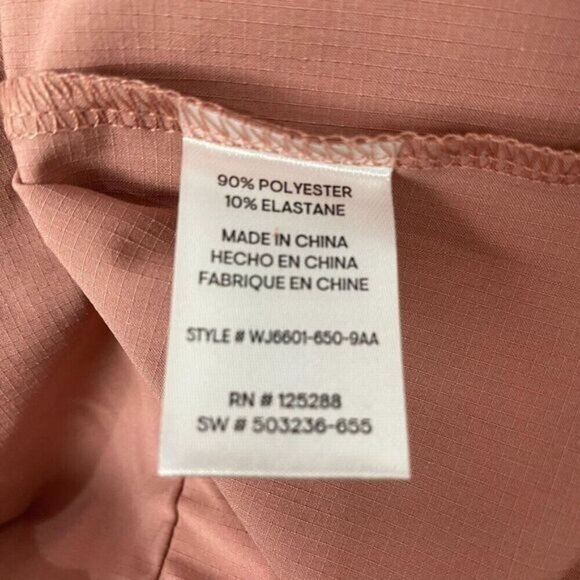 90% POLYESTER
10% ELASTANE
MADE IN CHINA
HECHO EN CHINA
FABRIQUE EN CHINE
STYLE # WJ6601-650-9AA
RN # 125288
SW # 503236-655